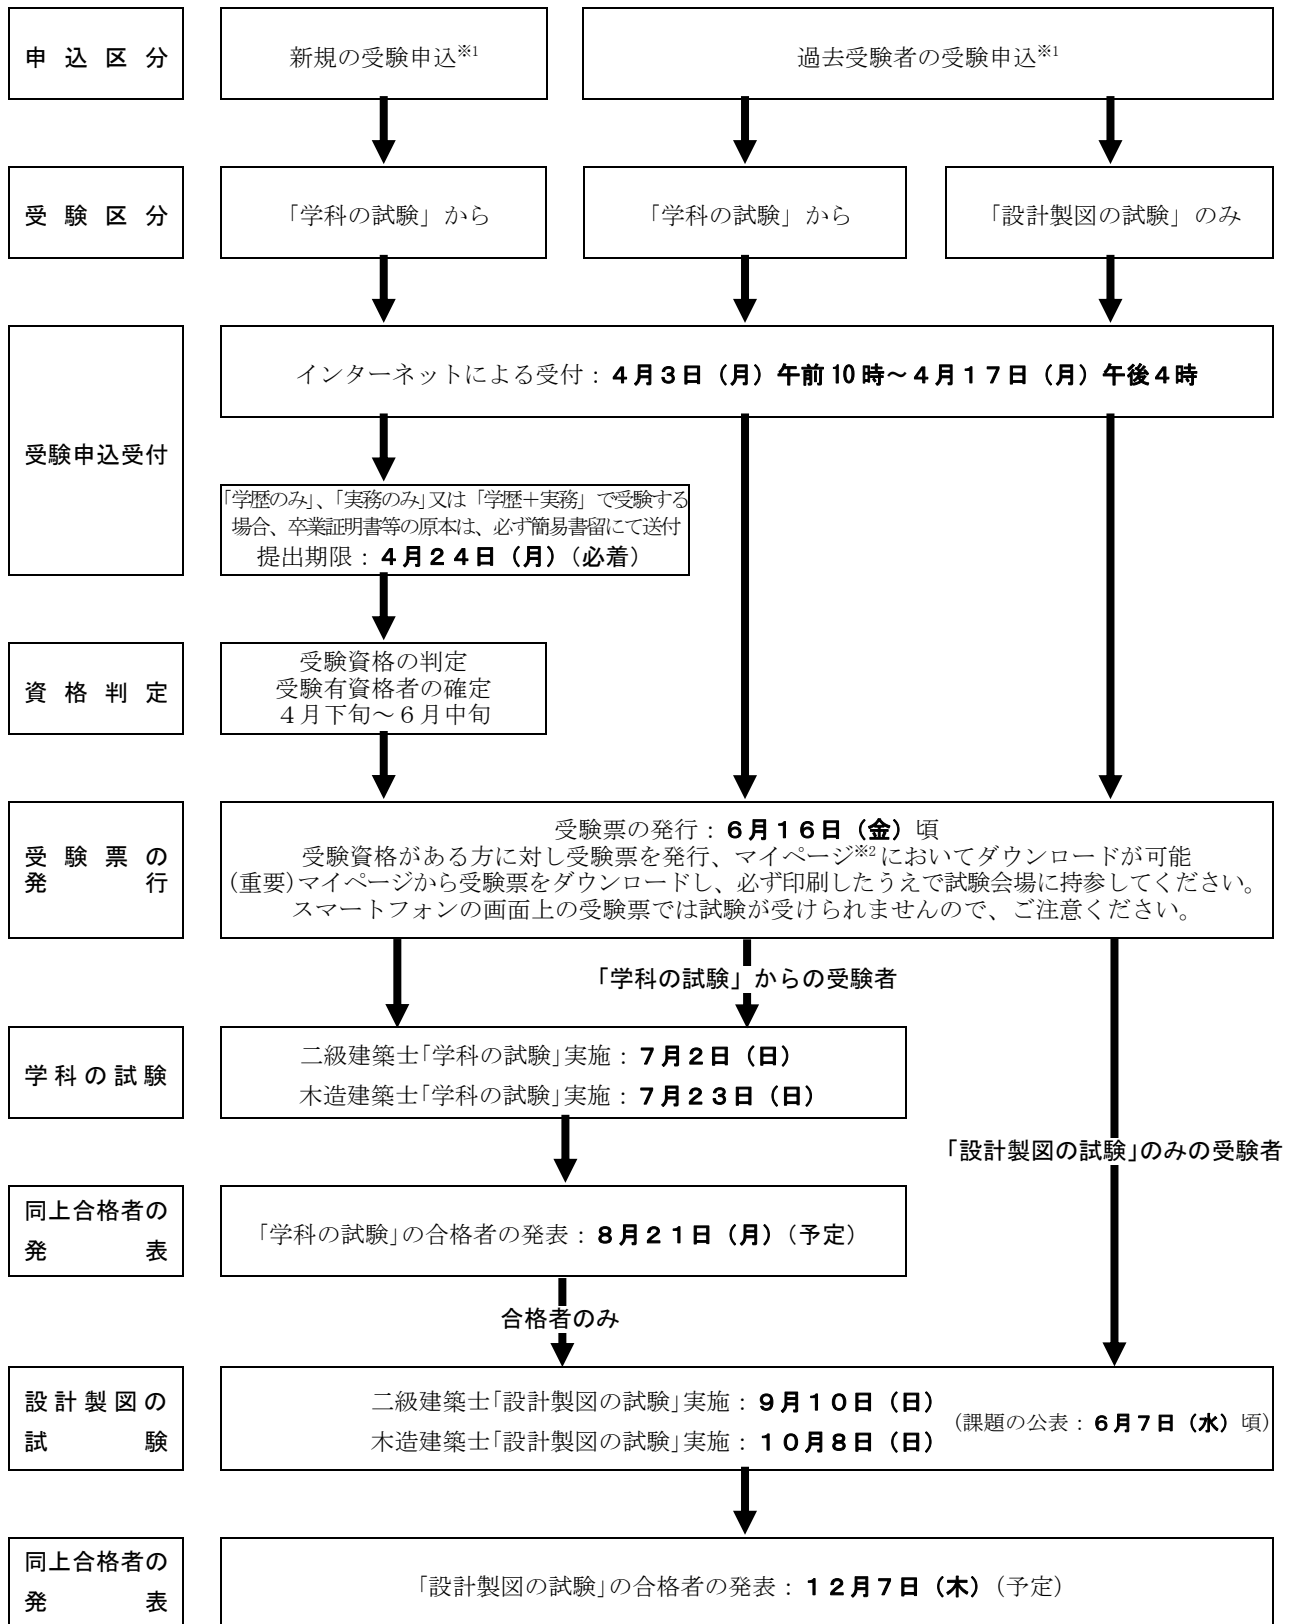 申込区分
新規の受験申込※1
過去受験者の受験申込※1
受験区分
「学科の試験」から
「学科の試験」から
「設計製図の試験」のみ
受験申込受付
インターネットによる受付：４月３日（月）午前10時～４月１７日（月）午後４時
「学歴のみ」、「実務のみ」又は「学歴＋実務」で受験する
場合、卒業証明書等の原本は、必ず簡易書留にて送付
提出期限：４月２４日（月）（必着）
資格判定
受験資格の判定
受験有資格者の確定
４月下旬～６月中旬
受験票の
発行
受験票の発行：６月１６日（金）頃
受験資格がある方に対し受験票を発行、マイページ※2においてダウンロードが可能
(重要)マイページから受験票をダウンロードし、必ず印刷したうえで試験会場に持参してください。
スマートフォンの画面上の受験票では試験が受けられませんので、ご注意ください。
「学科の試験」からの受験者
学科の試験
二級建築士「学科の試験」実施：７月２日（日）
木造建築士「学科の試験」実施：７月２３日（日）
「設計製図の試験」のみの受験者
同上合格者の
発表
「学科の試験」の合格者の発表：８月２１日（月）（予定）
合格者のみ
設計製図の
試験
二級建築士「設計製図の試験」実施：９月１０日（日）
木造建築士「設計製図の試験」実施：１０月８日（日）
（課題の公表：６月７日（水）頃）
同上合格者の
発表
「設計製図の試験」の合格者の発表：１２月７日（木）（予定）